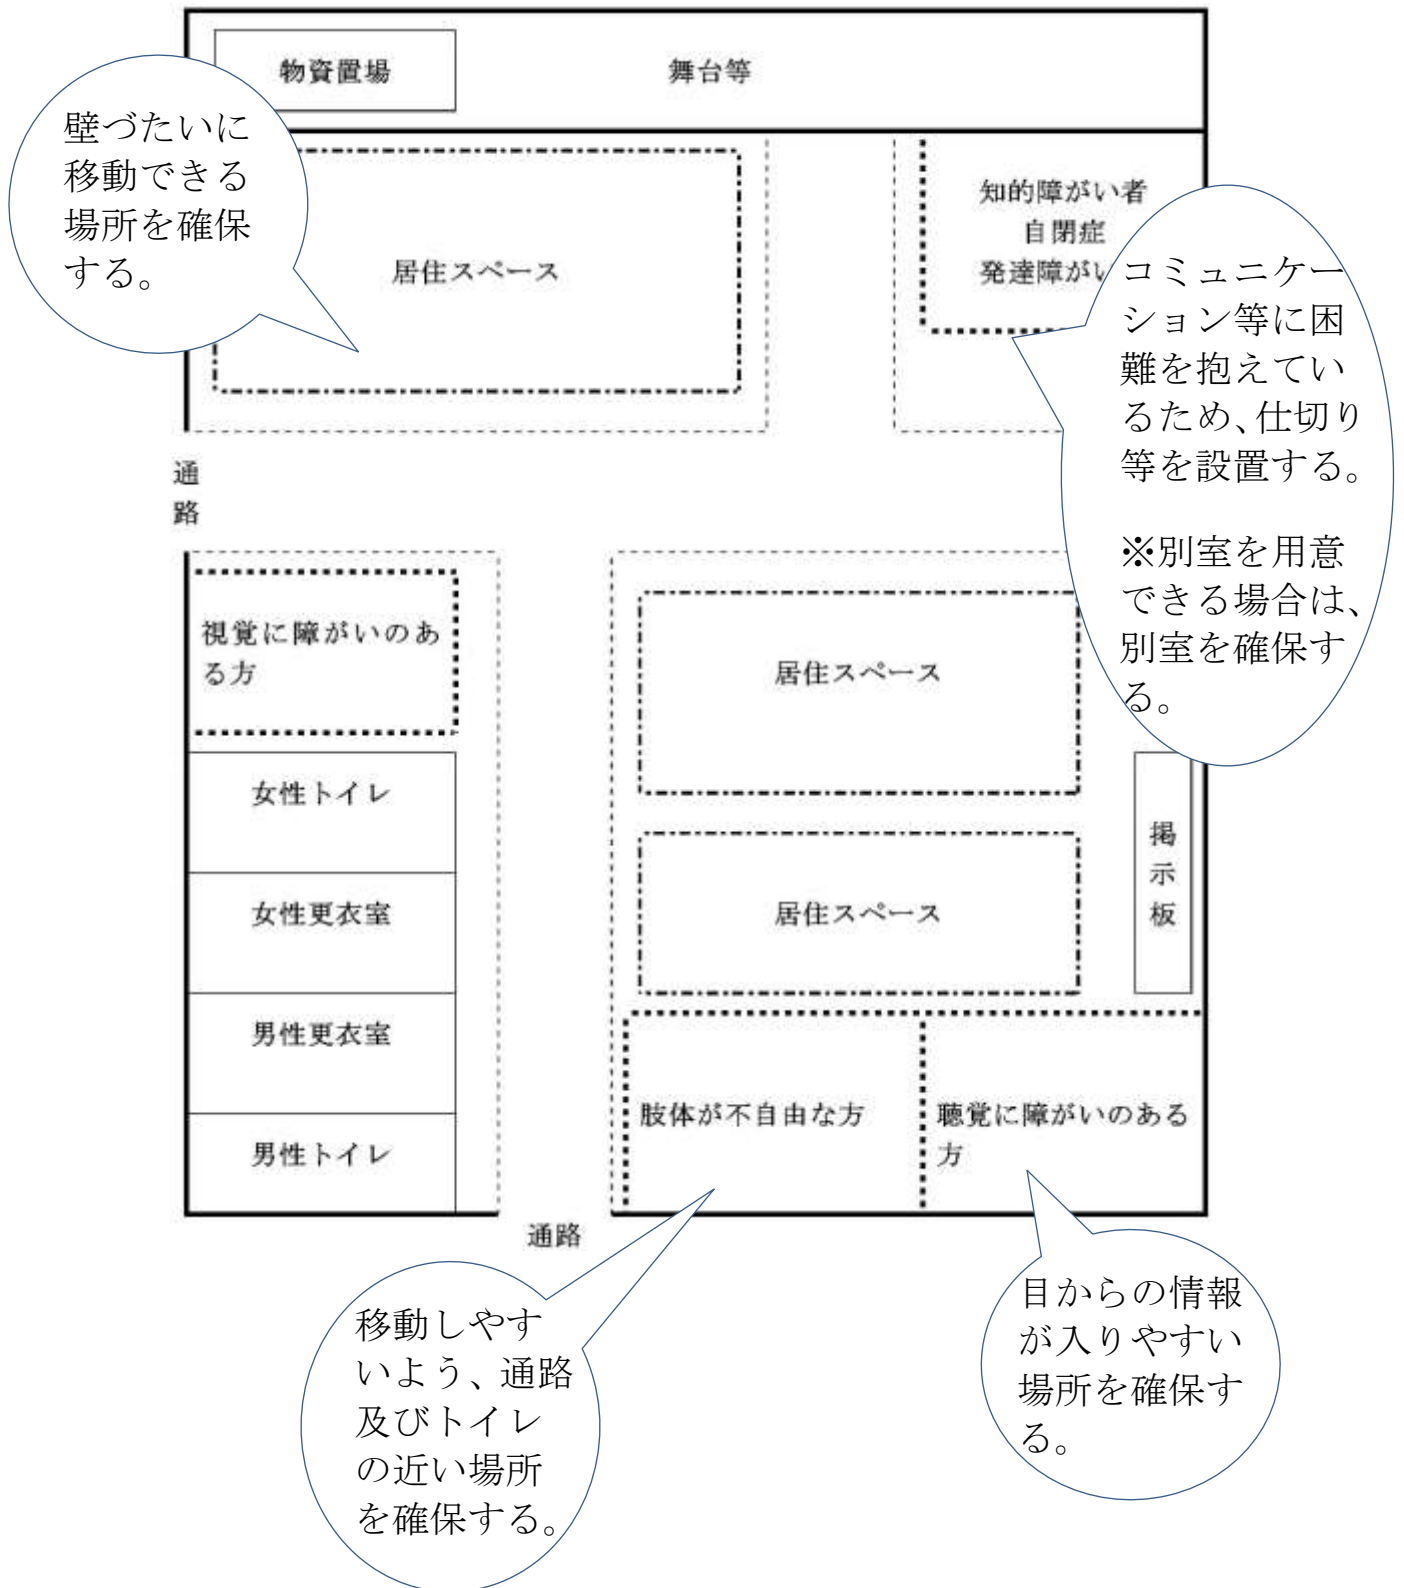 物資置場
舞台等
壁づたいに
移動できる
場所を確保
する。
居住スペース
知的障がい者
自閉症
発達障がい
コミュニケー
ション等に困
難を抱えてい
るため、仕切り
等を設置する。
※別室を用意
できる場合は、
別室を確保す
る。
通
路
視覚に障がいのあ
る方
居住スペース
女性トイレ
女性更衣室
居住スペース
掲
示
板
男性更衣室
男性トイレ
肢体が不自由な方
聴覚に障がいのある
方
通路
移動しやす
いよう、通路
及びトイレ
の近い場所
を確保する。
目からの情報
が入りやすい
場所を確保す
る。